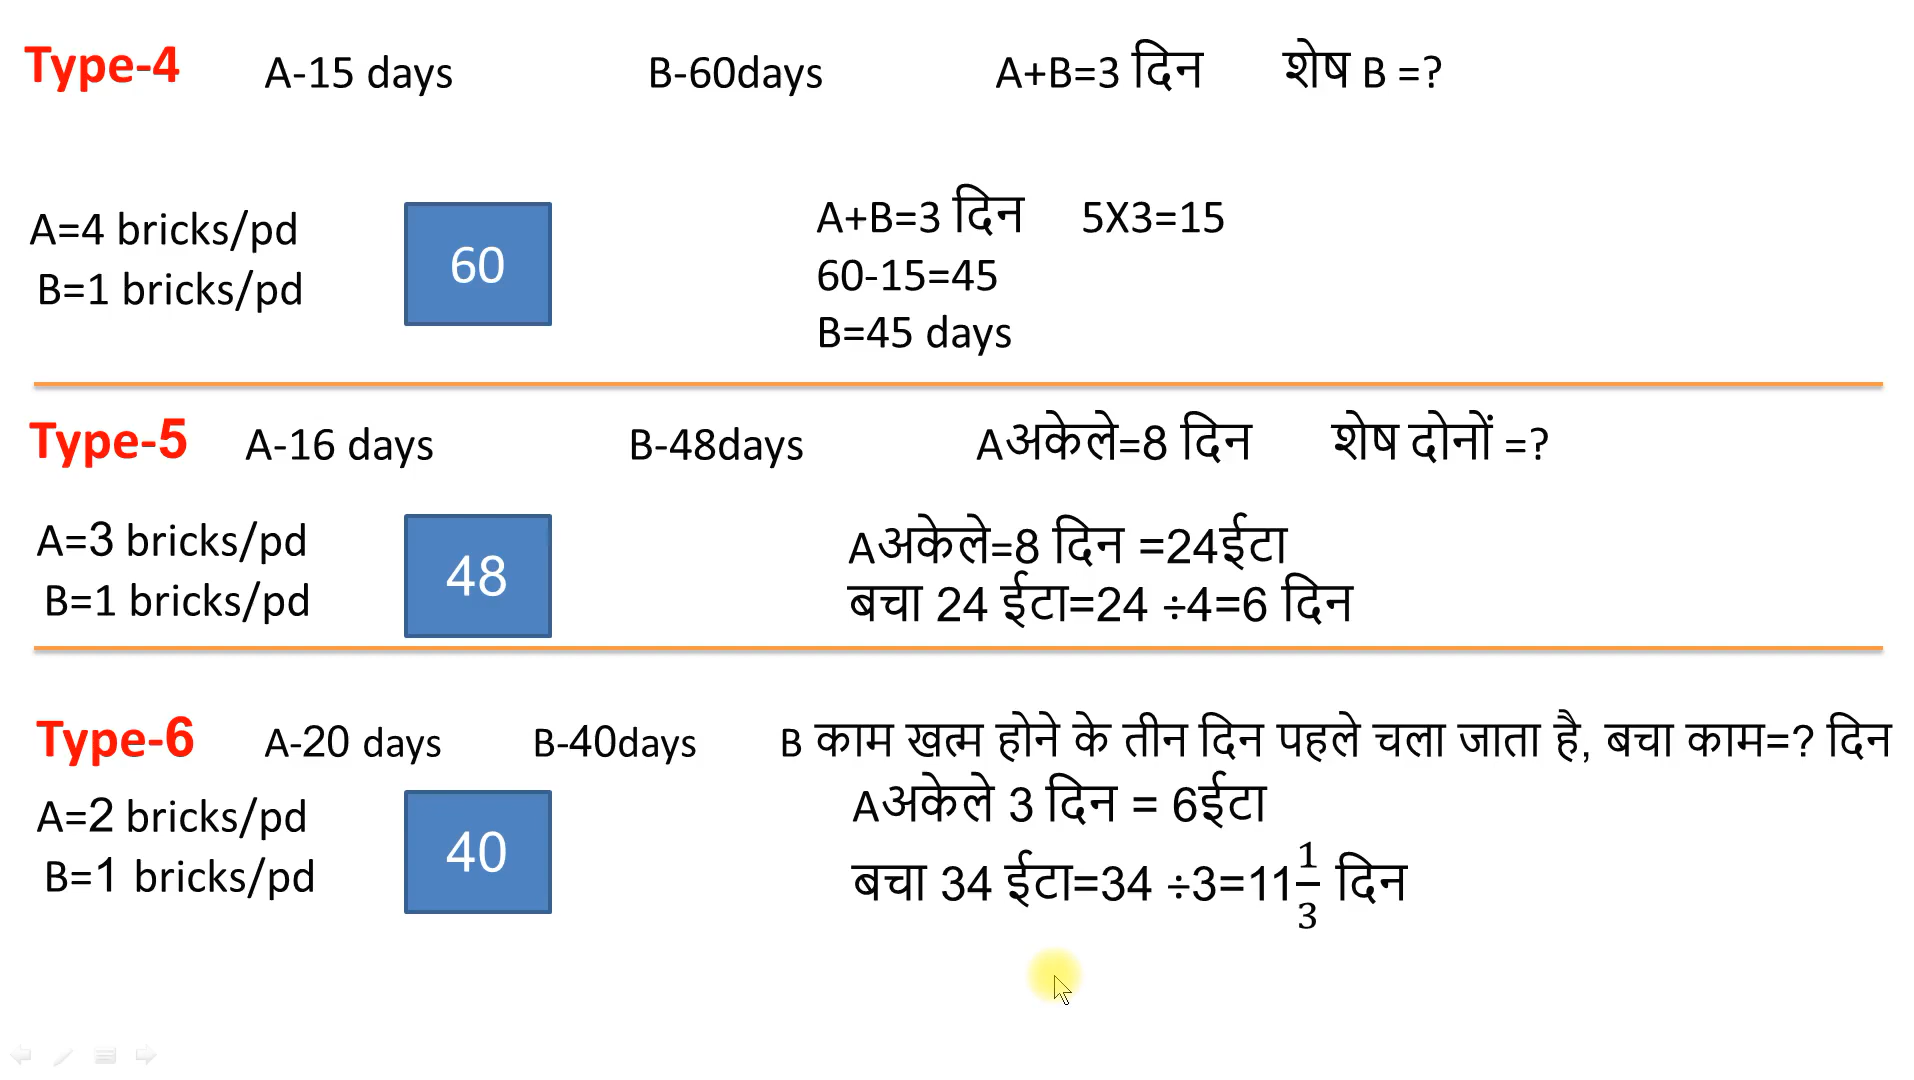 Type-4 A-15 days B-60days A+B=3 दिन शेष B =?
A=4 bricks/pd
B=1 bricks/pd
60
A+B=3 दिन 5X3=15
60-15=45
B=45 days
Type-5 A-16 days B-48days Aअकेले=8 दिन शेष दोनों =?
A=3 bricks/pd
B=1 bricks/pd
48
Aअकेले=8 दिन =24ईटा
बचा 24 ईटा=24 ÷4=6 दिन
Type-6 A-20 days B-40days B काम खत्म होने के तीन दिन पहले चला जाता है, बचा काम=? दिन
A=2 bricks/pd
B=1 bricks/pd
40
Aअकेले 3 दिन = 6ईटा
बचा 34 ईटा=34 ÷3=11 1/3 दिन